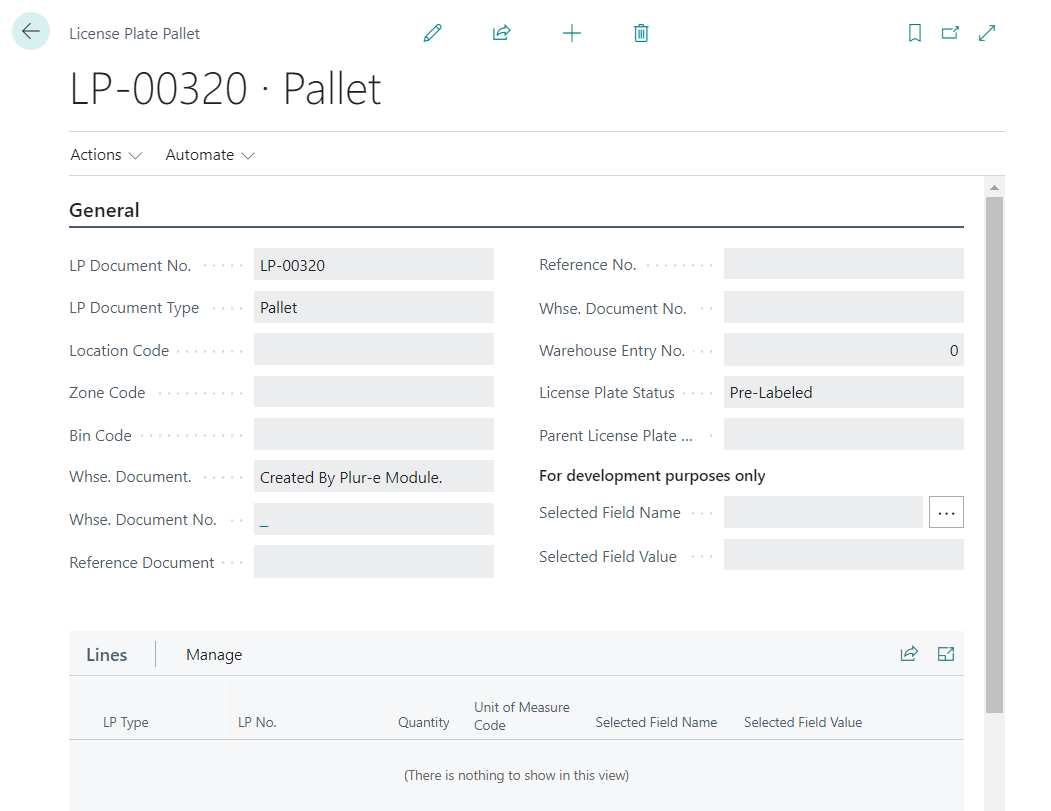 License Plate Pallet
LP-00320 · Pallet
Actions
Automate
General
LP Document No.
LP-00320
LP Document Type
Pallet
Location Code
Zone Code
Bin Code
Whse. Document.
Created By Plur-e Module.
Whse. Document No.
_
Reference Document
Reference No.
Whse. Document No.
Warehouse Entry No.
0
License Plate Status
Pre-Labeled
Parent License Plate ...
For development purposes only
Selected Field Name
...
Selected Field Value
Lines
Manage
LP Type
LP No.
Quantity
Unit of Measure
Code
Selected Field Name
Selected Field Value
(There is nothing to show in this view)